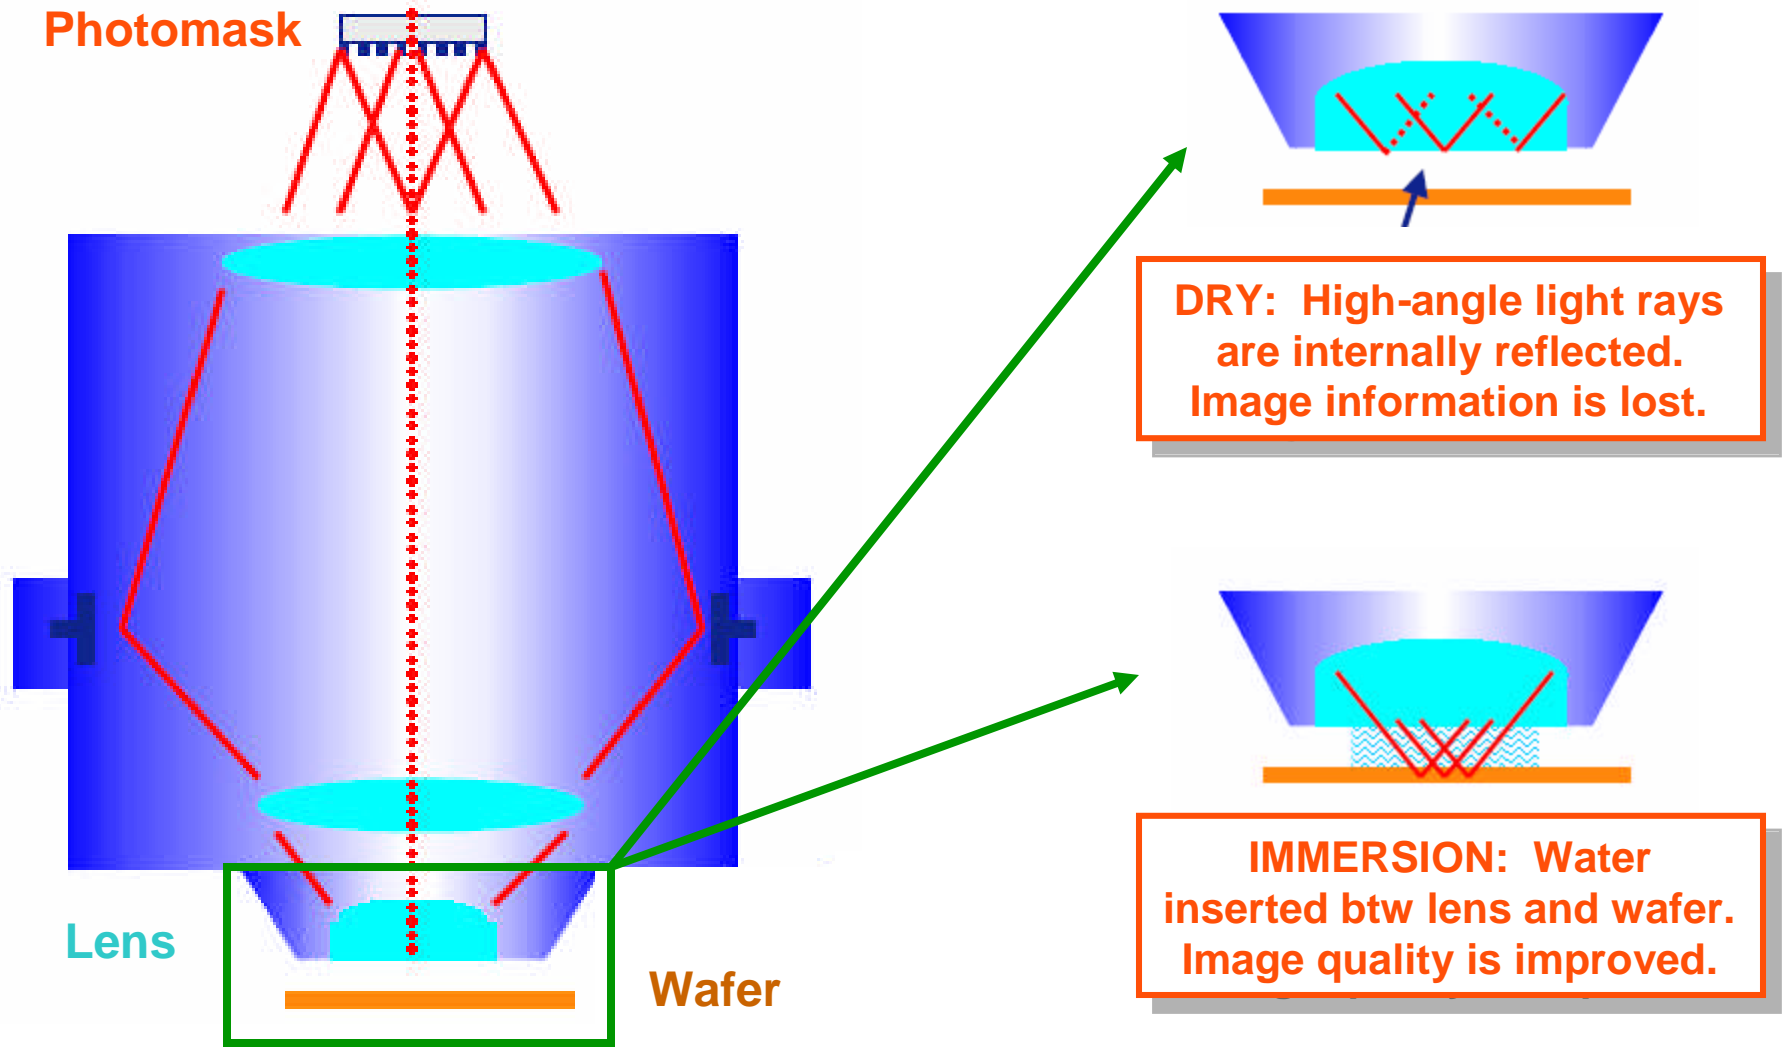 Photomask
DRY: High-angle light rays
are internally reflected.
Image information is lost.
IMMERSION: Water
inserted btw lens and wafer.
Image quality is improved.
Lens
Wafer